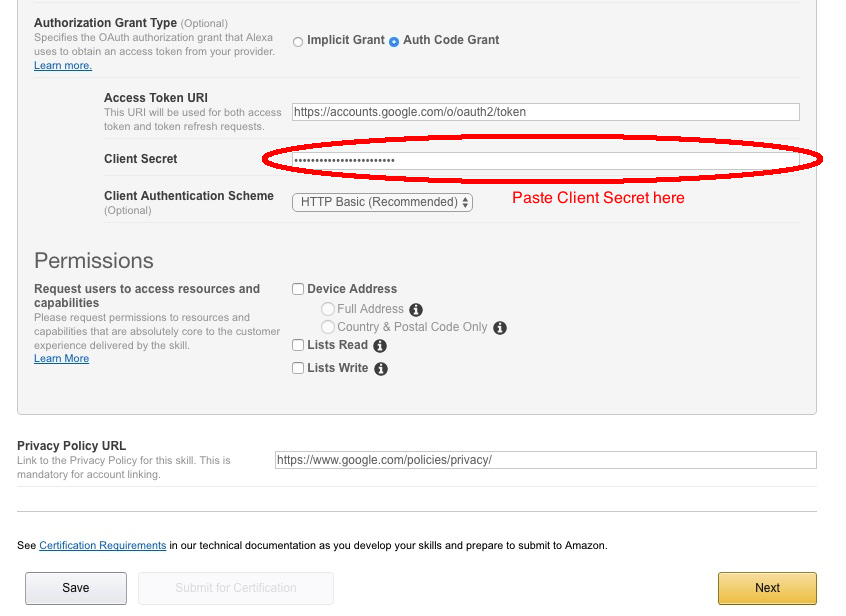 Authorization Grant Type (Optional)
Specifies the OAuth authorization grant that Alexa
uses to obtain an access token from your provider.
Learn more.
Implicit Grant Auth Code Grant
Access Token URI
This URI will be used for both access
token and token refresh requests.
https://accounts.google.com/o/oauth2/token
Client Secret
••••••••••••••••••••••••
Client Authentication Scheme
(Optional)
HTTP Basic (Recommended)
Paste Client Secret here
Permissions
Request users to access resources and
capabilities
Please request permissions to resources and
capabilities that are absolutely core to the customer
experience delivered by the skill.
Learn More
Device Address
Full Address
Country & Postal Code Only
Lists Read
Lists Write
Privacy Policy URL
Link to the Privacy Policy for this skill. This is
mandatory for account linking.
https://www.google.com/policies/privacy/
See Certification Requirements in our technical documentation as you develop your skills and prepare to submit to Amazon.
Save
Submit for Certification
Next